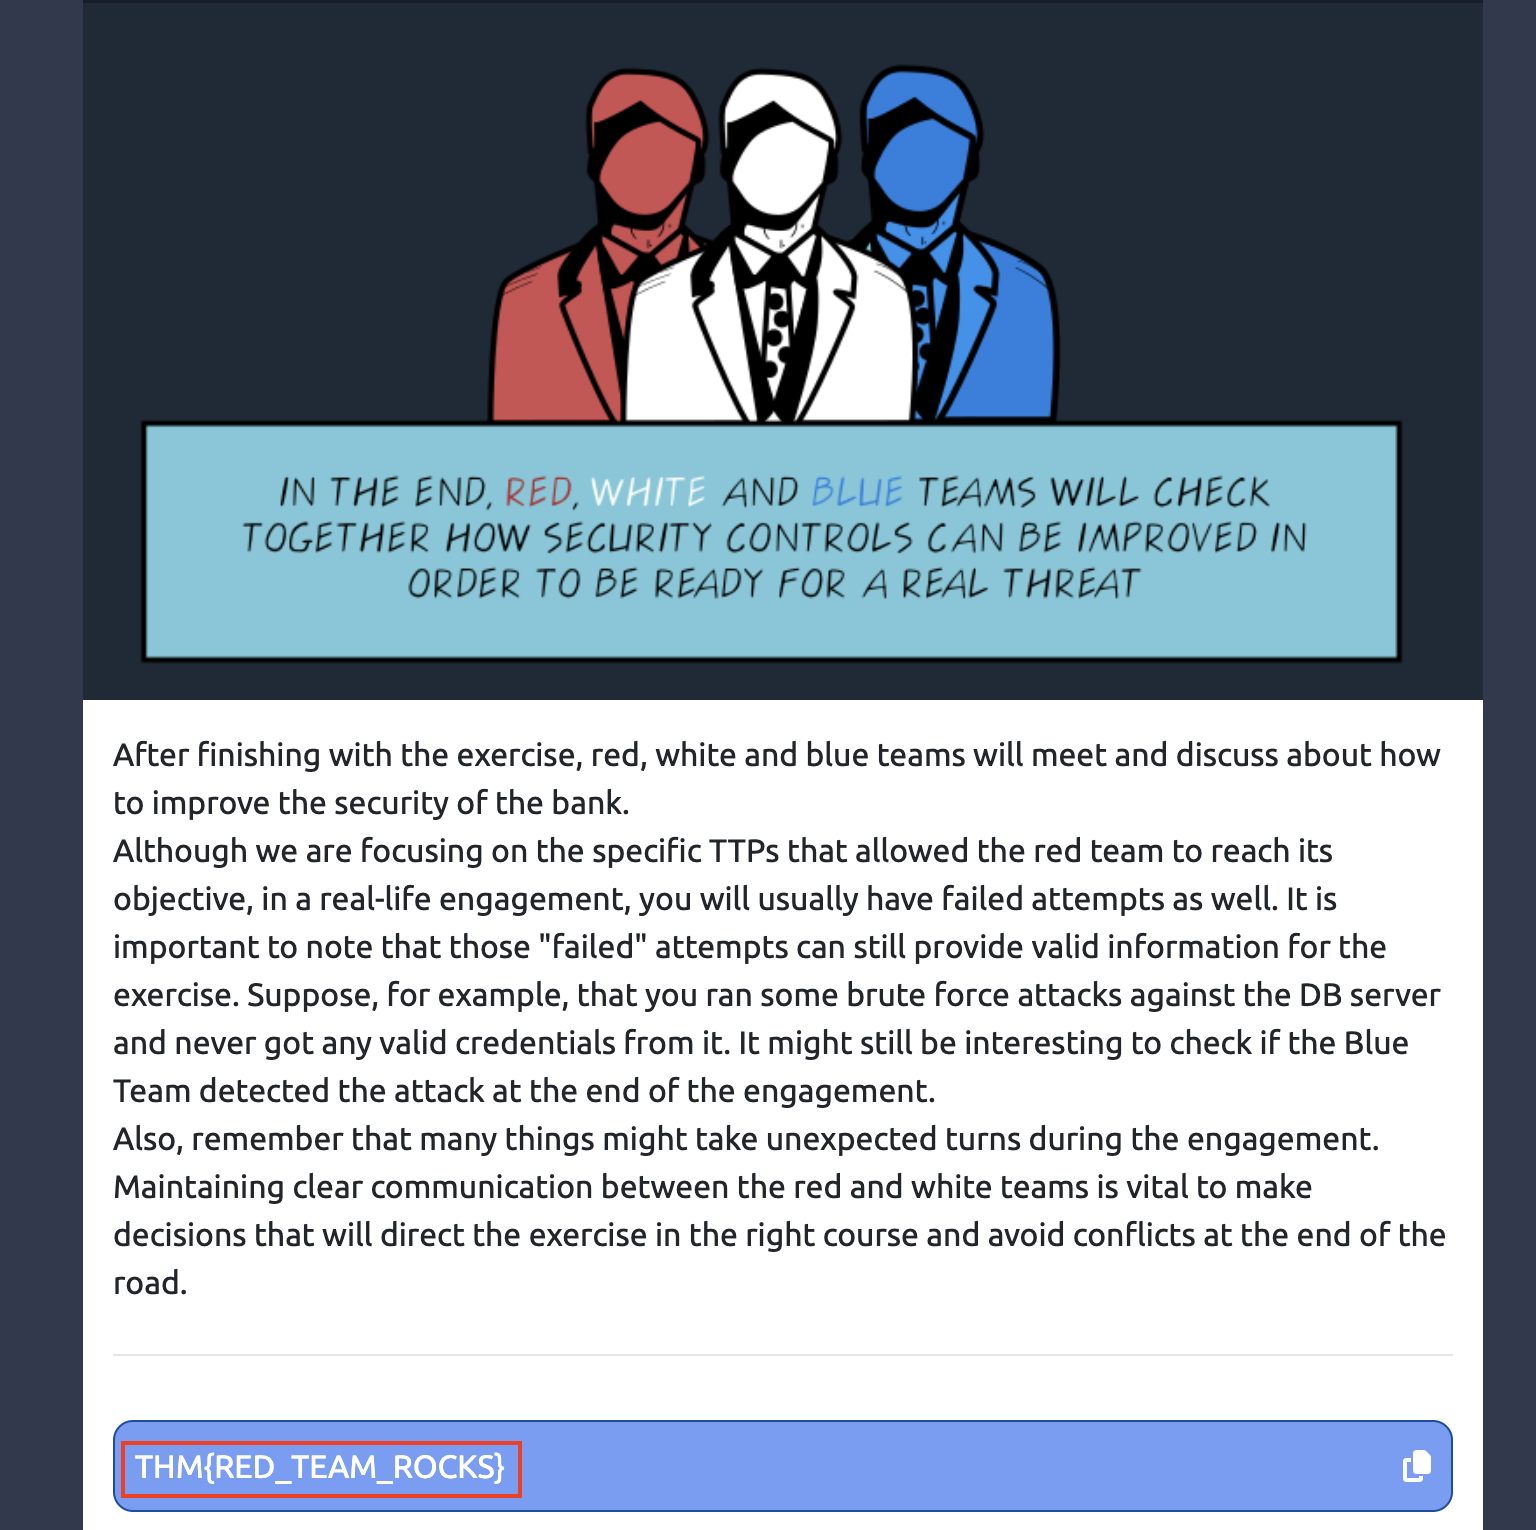 IN THE END, RED, WHITE AND BLUE TEAMS WILL CHECK
TOGETHER HOW SECURITY CONTROLS CAN BE IMPROVED IN
ORDER TO BE READY FOR A REAL THREAT
After finishing with the exercise, red, white and blue teams will meet and discuss about how
to improve the security of the bank.
Although we are focusing on the specific TTPs that allowed the red team to reach its
objective, in a real-life engagement, you will usually have failed attempts as well. It is
important to note that those "failed" attempts can still provide valid information for the
exercise. Suppose, for example, that you ran some brute force attacks against the DB server
and never got any valid credentials from it. It might still be interesting to check if the Blue
Team detected the attack at the end of the engagement.
Also, remember that many things might take unexpected turns during the engagement.
Maintaining clear communication between the red and white teams is vital to make
decisions that will direct the exercise in the right course and avoid conflicts at the end of the
road.
THM{RED_TEAM_ROCKS}